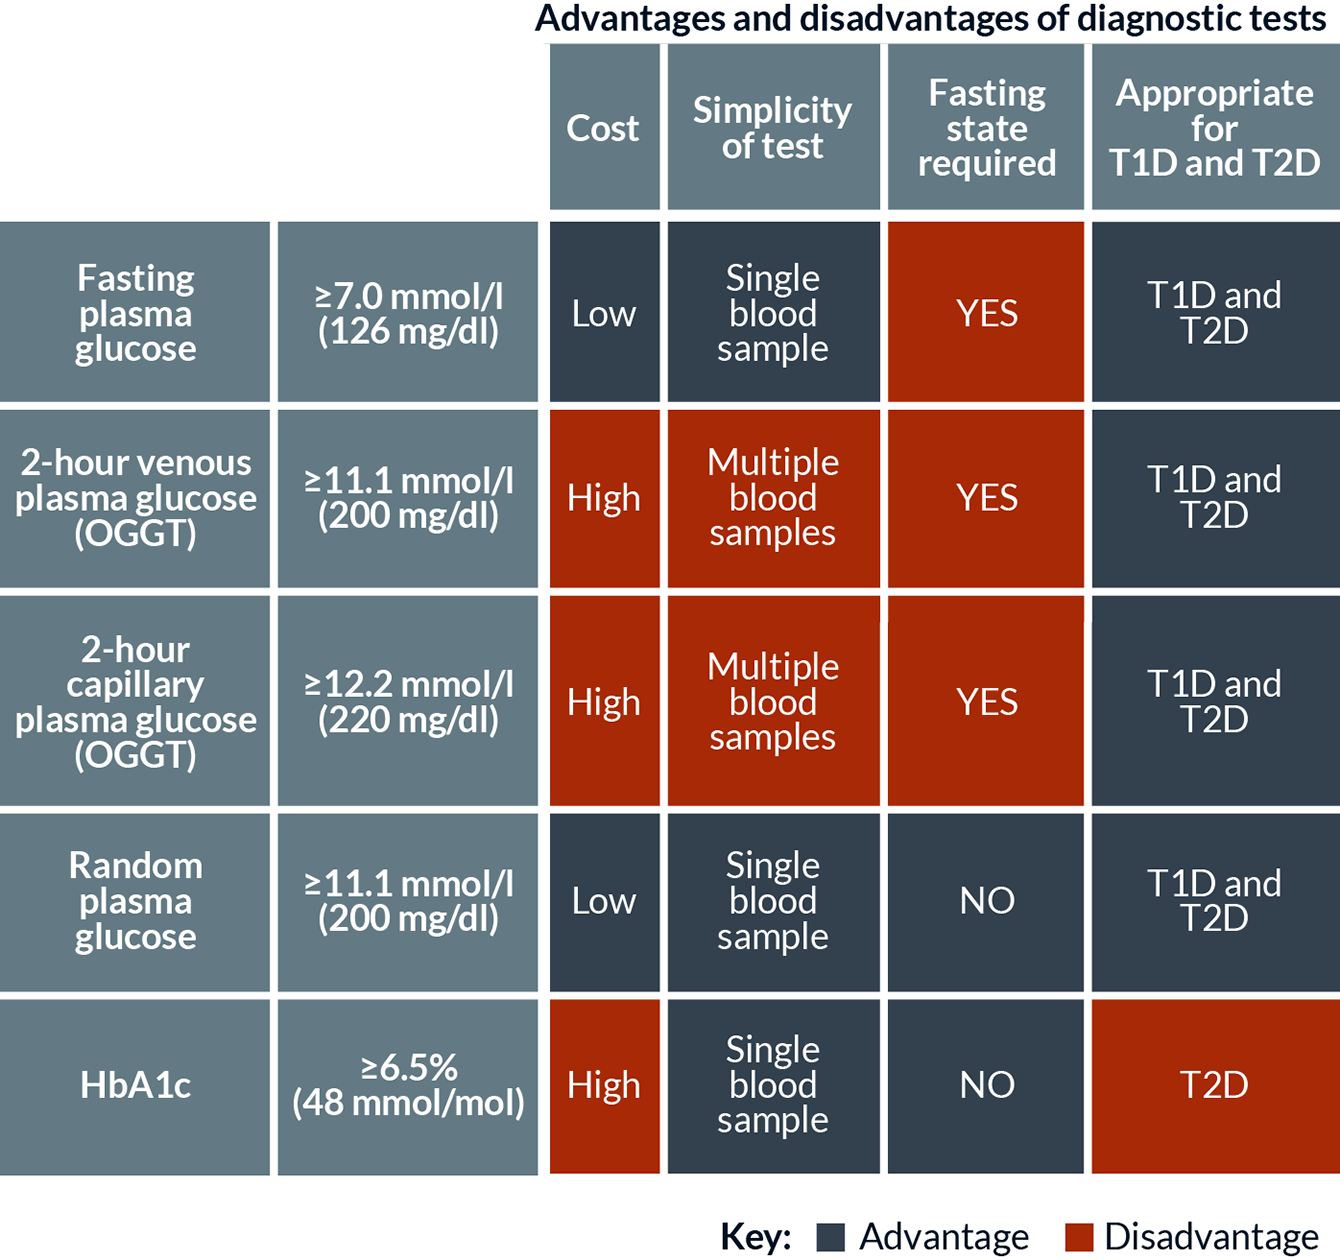 Advantages and disadvantages of diagnostic tests
Cost
Simplicity
of test
Fasting
state
required
Appropriate
for
T1D and T2D
Fasting
plasma
glucose
≥7.0 mmol/l
(126 mg/dl)
Low
Single
blood
sample
YES
T1D and
T2D
2-hour venous
plasma glucose
(OGGT)
≥11.1 mmol/l
(200 mg/dl)
High
Multiple
blood
samples
YES
T1D and
T2D
2-hour
capillary
plasma glucose
(OGGT)
≥12.2 mmol/l
(220 mg/dl)
High
Multiple
blood
samples
YES
T1D and
T2D
Random
plasma
glucose
≥11.1 mmol/l
(200 mg/dl)
Low
Single
blood
sample
NO
T1D and
T2D
HbA1c
≥6.5%
(48 mmol/mol)
High
Single
blood
sample
NO
T2D
Key: Advantage Disadvantage